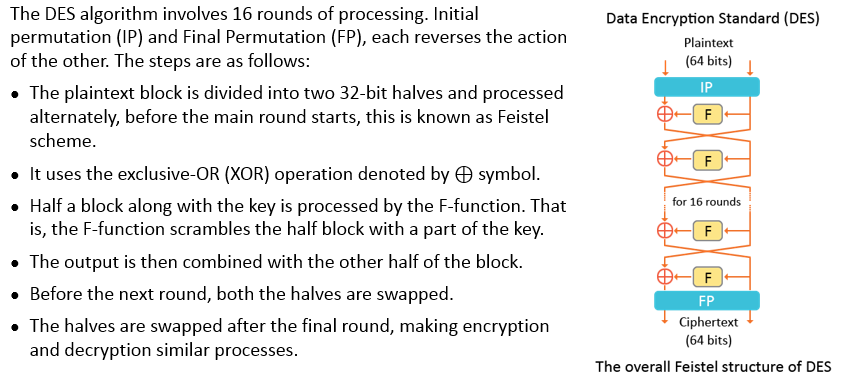 The DES algorithm involves 16 rounds of processing. Initial
permutation (IP) and Final Permutation (FP), each reverses the action
of the other. The steps are as follows:
• The plaintext block is divided into two 32-bit halves and processed
alternately, before the main round starts, this is known as Feistel
scheme.
• It uses the exclusive-OR (XOR) operation denoted by ⊕ symbol.
• Half a block along with the key is processed by the F-function. That
is, the F-function scrambles the half block with a part of the key.
• The output is then combined with the other half of the block.
• Before the next round, both the halves are swapped.
• The halves are swapped after the final round, making encryption
and decryption similar processes.
Data Encryption Standard (DES)
Plaintext
(64 bits)
IP
F
F
for 16 rounds
F
F
FP
Ciphertext
(64 bits)
The overall Feistel structure of DES